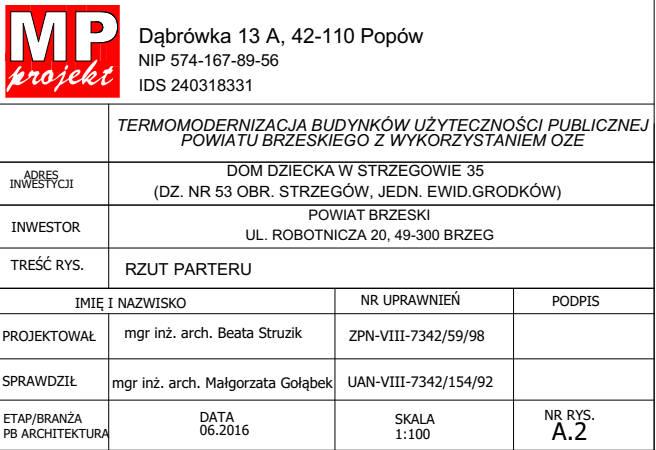 MP
projekt
Dąbrówka 13 A, 42-110 Popów
NIP 574-167-89-56
IDS 240318331
TERMOMODERNIZACJA BUDYNKÓW UŻYTECZNOŚCI PUBLICZNEJ
POWIATU BRZESKIEGO Z WYKORZYSTANIEM OZE
ADRES
INWESTYCJI
DOM DZIECKA W STRZEGOWIE 35
(DZ. NR 53 OBR. STRZEGÓW, JEDN. EWID.GRODKÓW)
INWESTOR
POWIAT BRZESKI
UL. ROBOTNICZA 20, 49-300 BRZEG
TREŚĆ RYS.
RZUT PARTERU
IMIĘ I NAZWISKO
NR UPRAWNIEŃ
PODPIS
PROJEKTOWAŁ
mgr inż. arch. Beata Struzik
ZPN-VIII-7342/59/98
SPRAWDZIŁ
mgr inż. arch. Małgorzata Gołąbek
UAN-VIII-7342/154/92
ETAP/BRANŻA
PB ARCHITEKTURA
DATA
06.2016
SKALA
1:100
NR RYS.
A.2